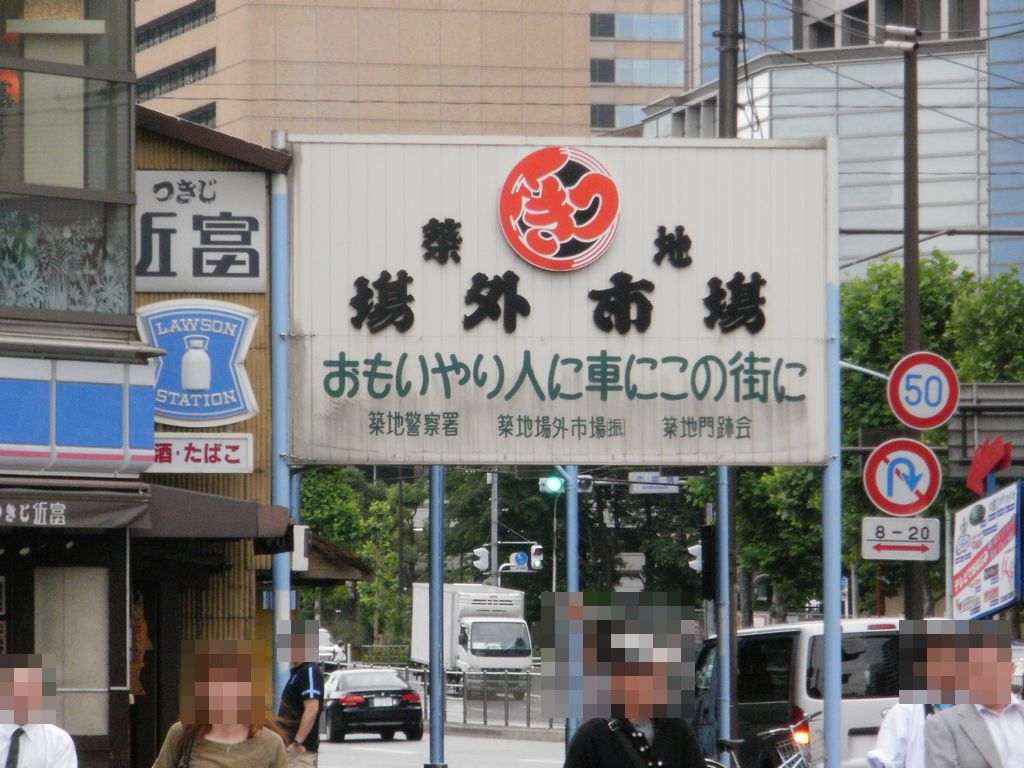 つきじ
近富
LAWSON
STATION
酒・たばこ
つきじ近富
つきじ
築地
場外市場
おもいやり人に車にこの街に
築地警察署 築地場外市場㈲ 築地門跡会
50
8-20